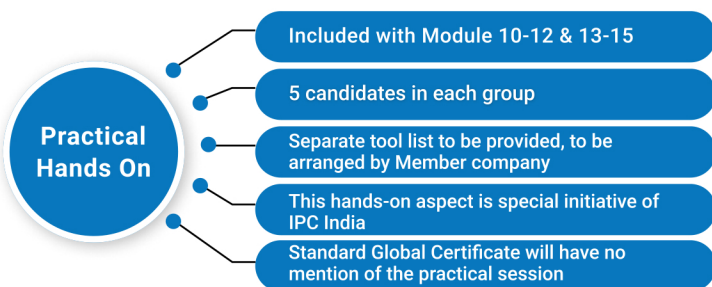 Practical
Hands On
Included with Module 10-12 & 13-15
5 candidates in each group
Separate tool list to be provided, to be
arranged by Member company
This hands-on aspect is special initiative of
IPC India
Standard Global Certificate will have no
mention of the practical session